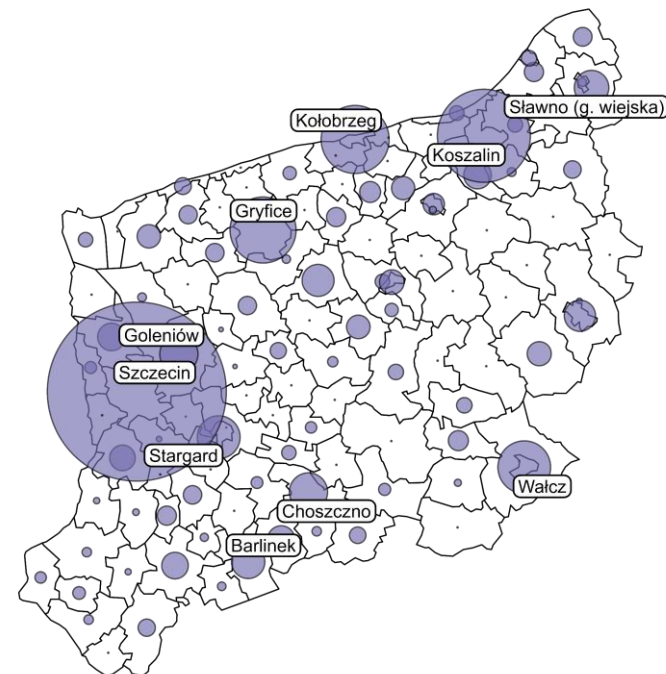 Sławno (g. wiejska)
Kołobrzeg
Koszalin
Gryfice
Goleniów
Szczecin
Stargard
Wałcz
Choszczno
Barlinek